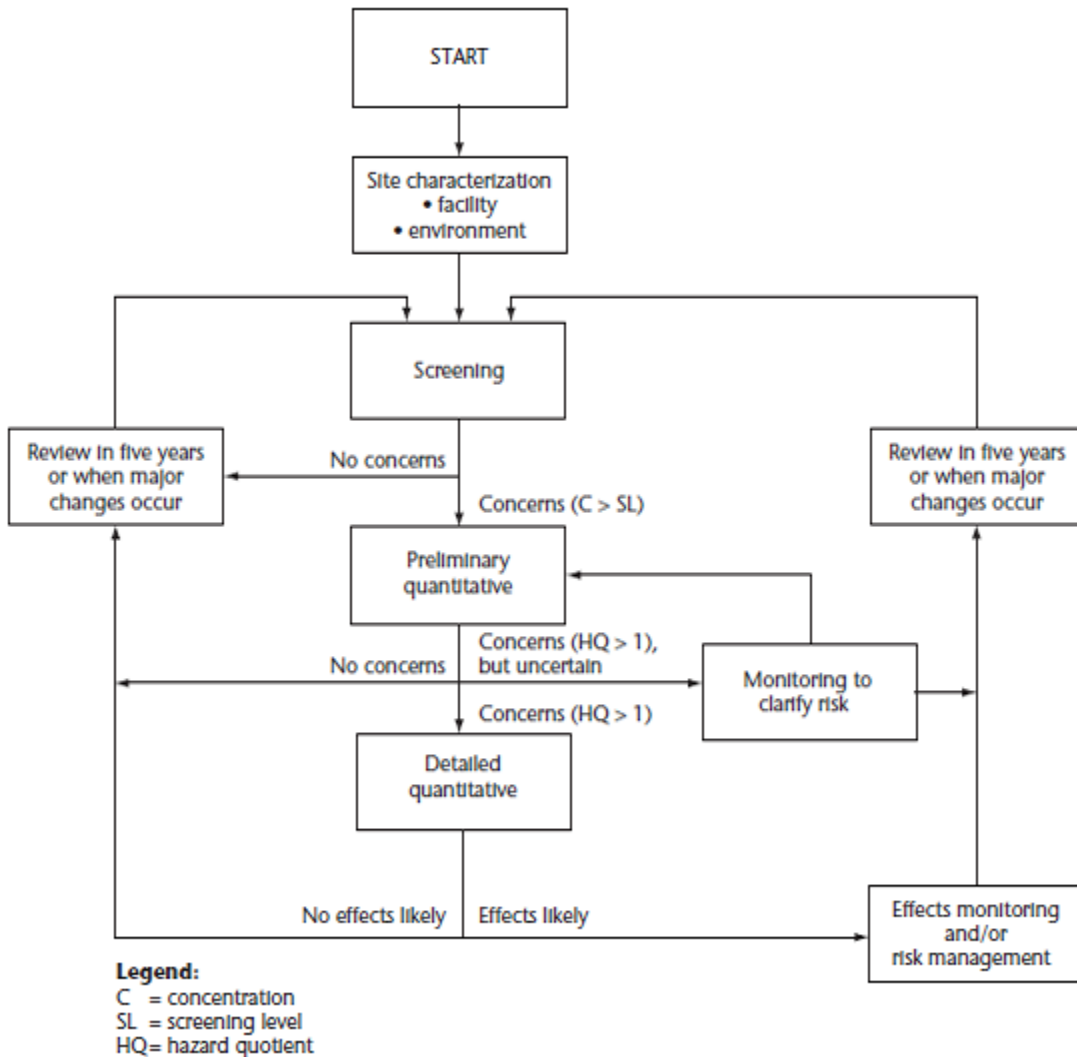 START
Site characterization
• facility
• environment
Screening
Review in five years
or when major
changes occur
No concerns
Review in five years
or when major
changes occur
Concerns (C > SL)
Preliminary
quantitative
Concerns (HQ > 1),
but uncertain
No concerns
Monitoring to
clarify risk
Concerns (HQ > 1)
Detailed
quantitative
No effects likely
Effects likely
Effects monitoring
and/or
risk management
Legend:
C = concentration
SL = screening level
HQ= hazard quotient